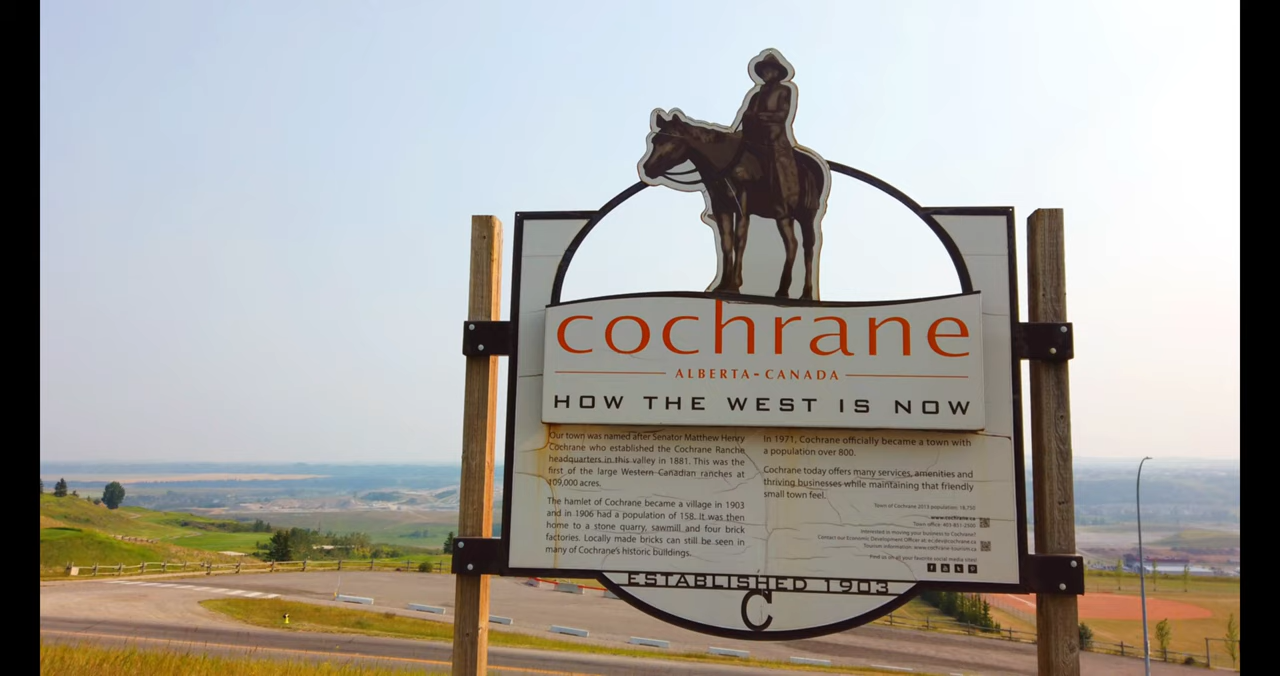 cochrane
ALBERTA-CANADA
HOW THE WEST IS NOW
Our town was named after Senator Matthew Henry
Cochrane who established the Cochrane Ranche
headquarters in this valley in 1881. This was the
first of the large Western Canadian ranches at
109,000 acres.
The hamlet of Cochrane became a village in 1903
and in 1906 had a population of 158. It was then
home to a stone quarry, sawmill and four brick
factories. Locally made bricks can still be seen in
many of Cochrane's historic buildings.
In 1971, Cochrane officially became a town with
a population over 800.
Cochrane today offers many services, amenities and
thriving businesses while maintaining that friendly
small town feel.
Town of Cochrane 2013 population: 18,750
www.cochrane.ca
Town office: 403-851-2500
Interested in moving your business to Cochrane?
Contact our Economic Development Officer at
Tourism information: www.cochrane-tourism.ca
Find us on all your favorite social media sites!
ESTABLISHED 1903
C